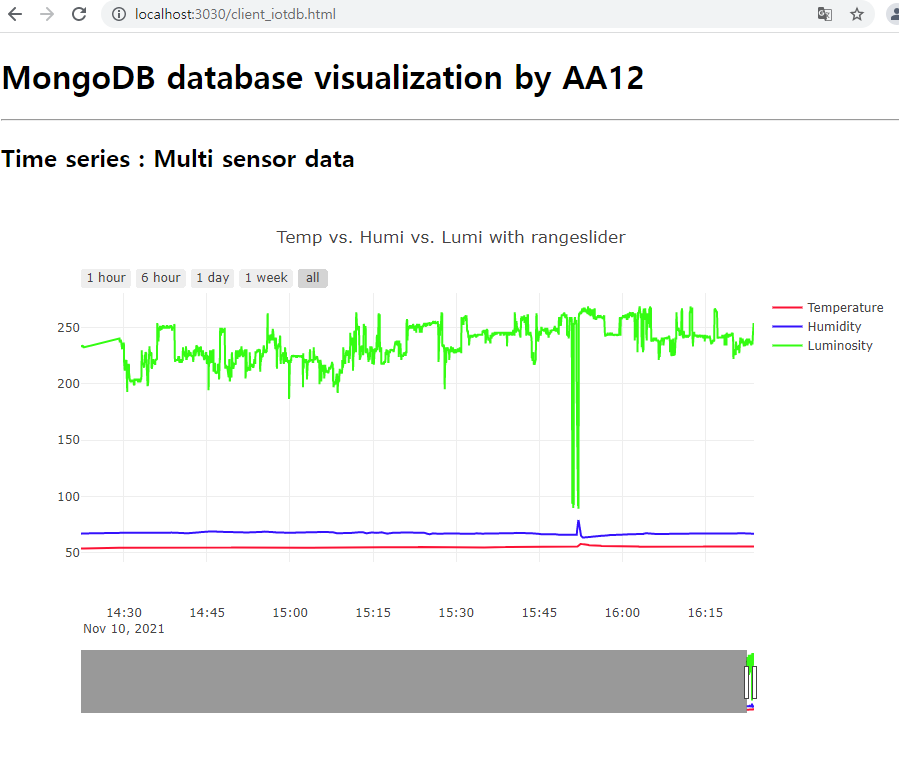 localhost:3030/client_iotdb.html
MongoDB database visualization by AA12
Time series : Multi sensor data
Temp vs. Humi vs. Lumi with rangeslider
1 hour 6 hour 1 day 1 week all
Temperature
Humidity
Luminosity
250
200
150
100
50
14:30 14:45 15:00 15:15 15:30 15:45 16:00 16:15
Nov 10, 2021